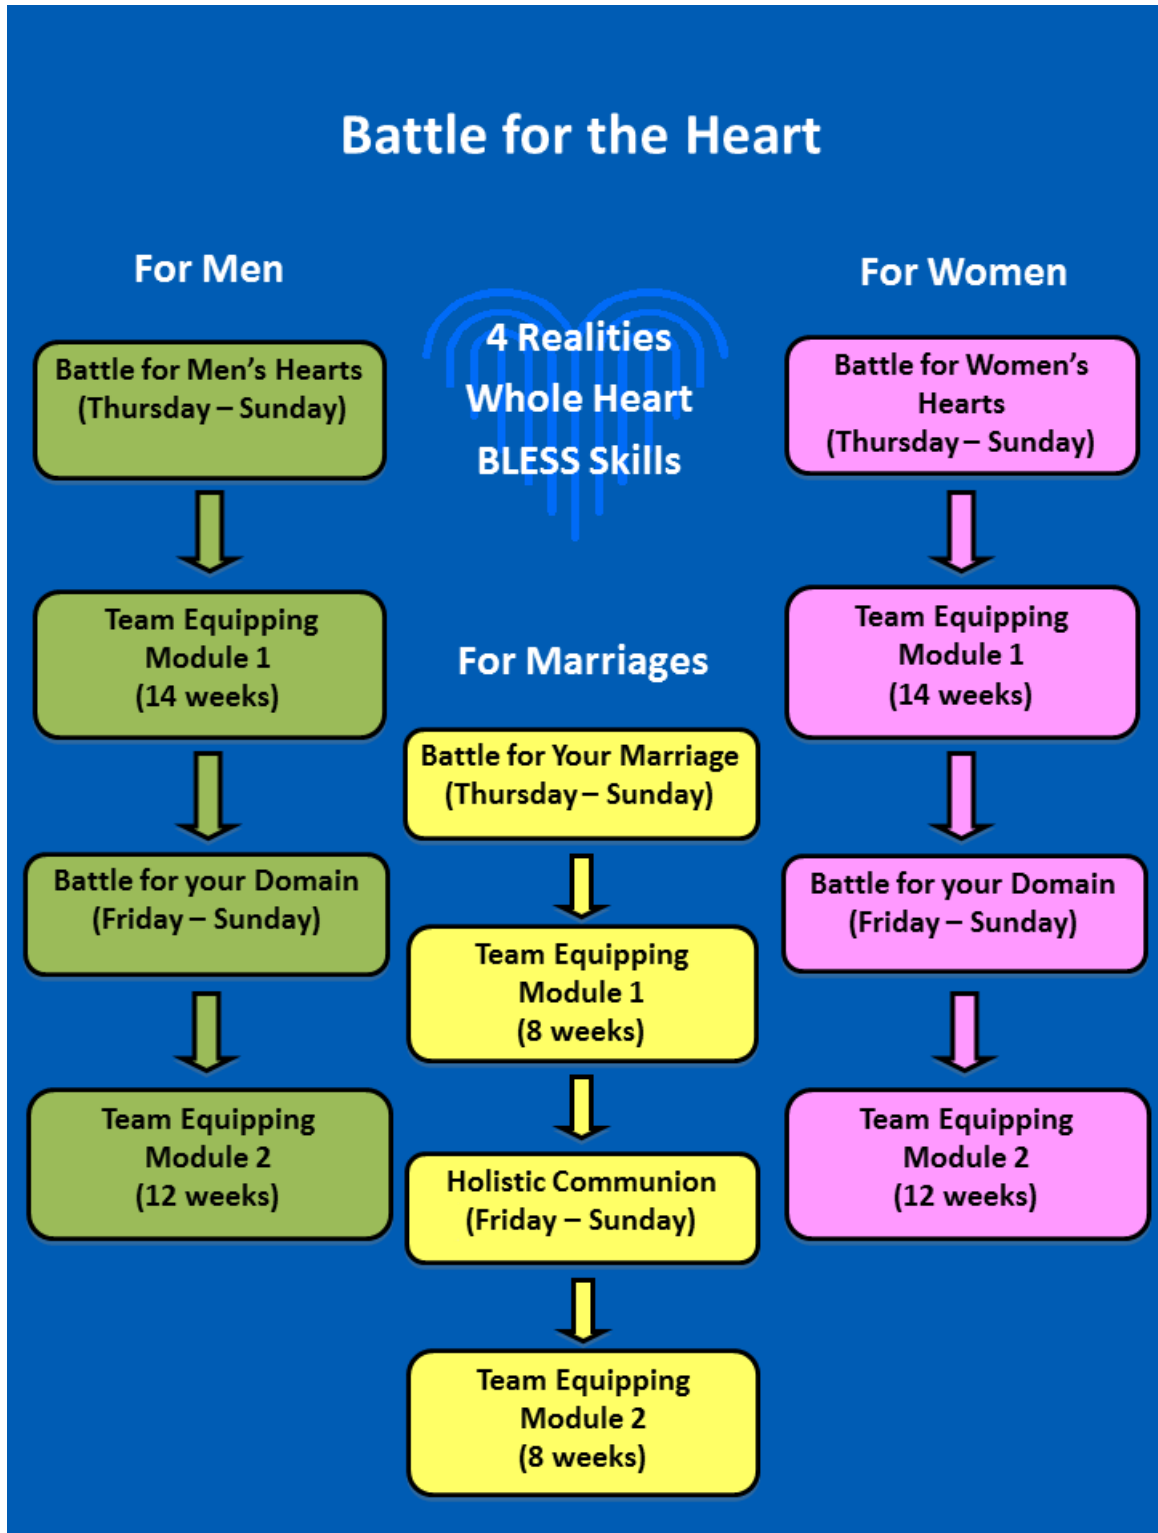 Battle for the Heart
For Men
Battle for Men's Hearts
(Thursday – Sunday)
Team Equipping
Module 1
(14 weeks)
Battle for your Domain
(Friday – Sunday)
Team Equipping
Module 2
(12 weeks)
4 Realities
Whole Heart
BLESS Skills
For Marriages
Battle for Your Marriage
(Thursday – Sunday)
Team Equipping
Module 1
(8 weeks)
Holistic Communion
(Friday – Sunday)
Team Equipping
Module 2
(8 weeks)
For Women
Battle for Women's
Hearts
(Thursday – Sunday)
Team Equipping
Module 1
(14 weeks)
Battle for your Domain
(Friday – Sunday)
Team Equipping
Module 2
(12 weeks)